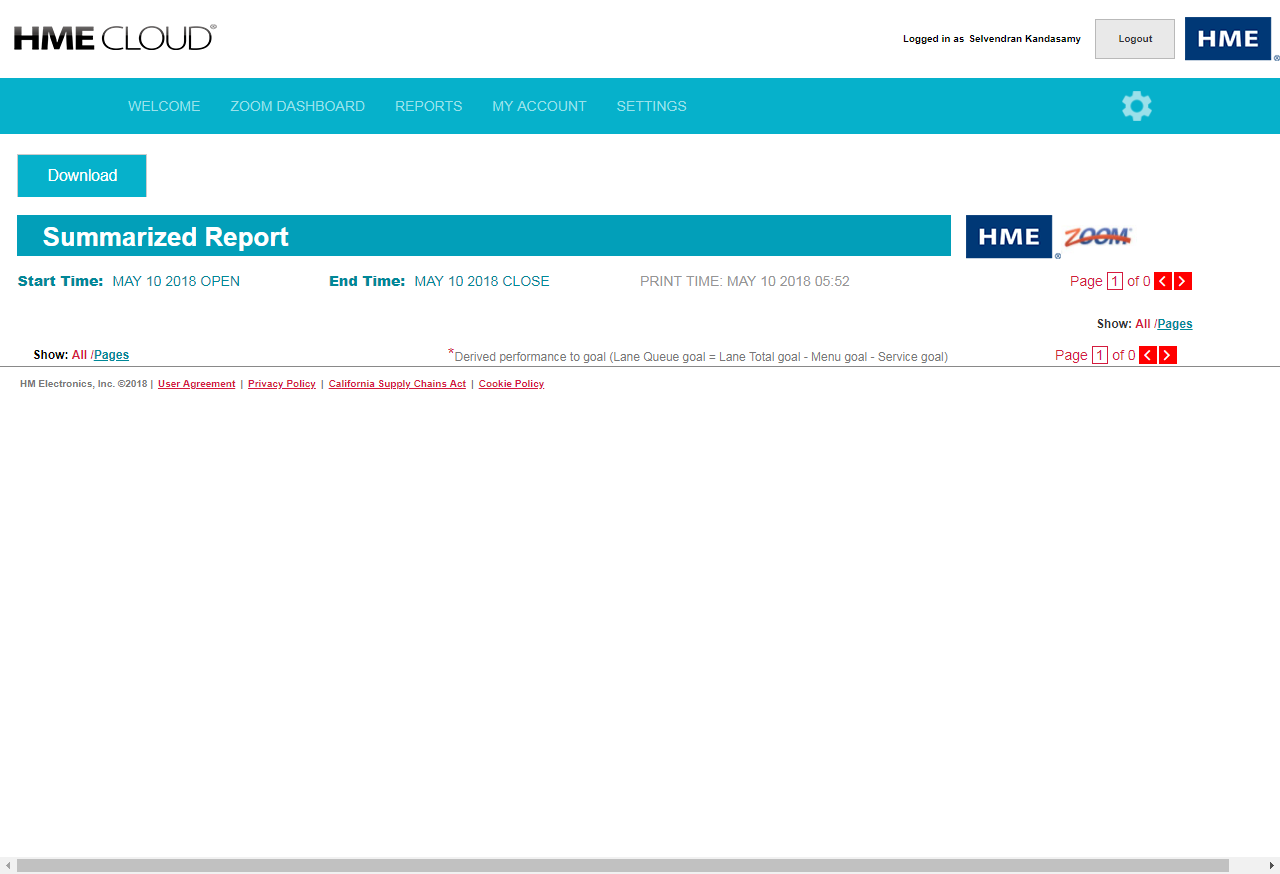 HME CLOUD®
Logged in as Selvendran Kandasamy
Logout
HME®
WELCOME ZOOM DASHBOARD REPORTS MY ACCOUNT SETTINGS
Download
Summarized Report
HME® ZOOM®
Start Time: MAY 10 2018 OPEN End Time: MAY 10 2018 CLOSE PRINT TIME: MAY 10 2018 05:52 Page 1 of 0 < >
Show: All /Pages
Show: All /Pages *Derived performance to goal (Lane Queue goal = Lane Total goal - Menu goal - Service goal) Page 1 of 0 < >
HM Electronics, Inc. ©2018 | User Agreement | Privacy Policy | California Supply Chains Act | Cookie Policy